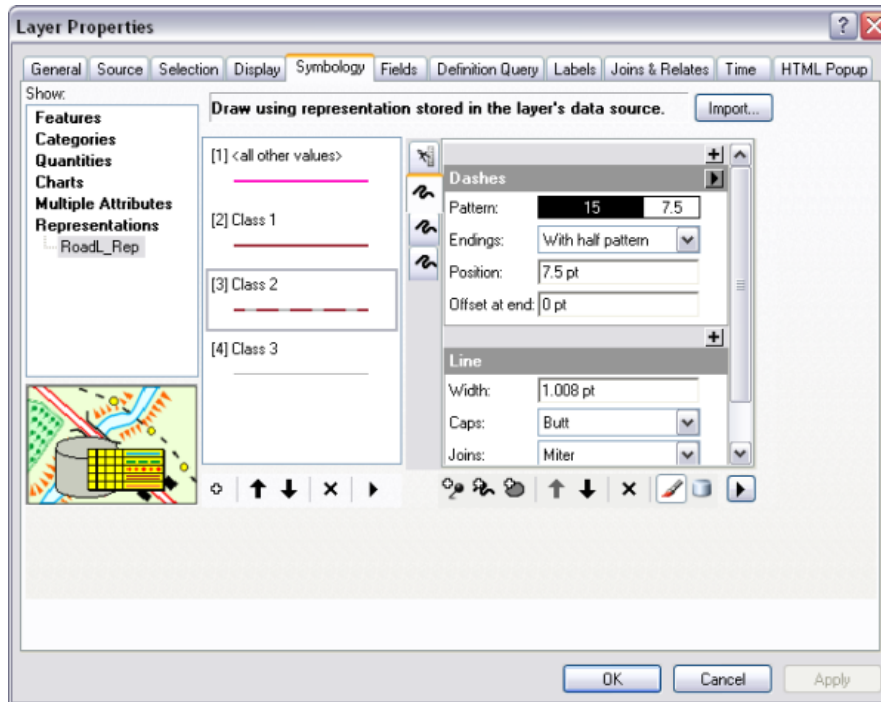 Layer Properties
General Source Selection Display Symbology Fields Definition Query Labels Joins & Relates Time HTML Popup
Show:
Features
Categories
Quantities
Charts
Multiple Attributes
Representations
RoadL_Rep
Draw using representation stored in the layer's data source.
Import...
[1] <all other values>
[2] Class 1
[3] Class 2
[4] Class 3
Dashes
Pattern: 15 7.5
Endings: With half pattern
Position: 7.5 pt
Offset at end: 0 pt
Line
Width: 1.008 pt
Caps: Butt
Joins: Miter
OK Cancel Apply